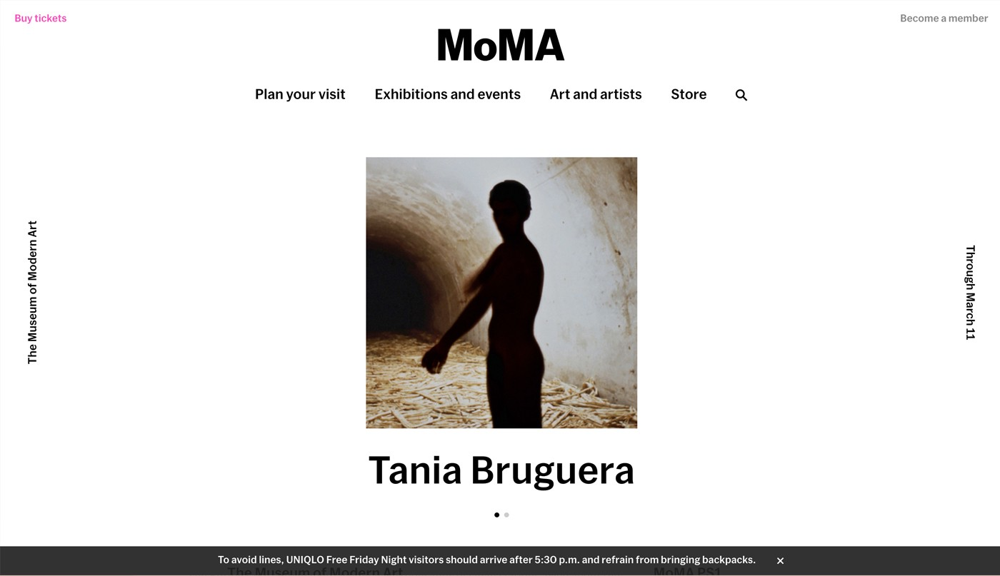 Buy tickets
Become a member
MoMA
Plan your visit
Exhibitions and events
Art and artists
Store
The Museum of Modern Art
Through March 11
Tania Bruguera
To avoid lines, UNIQLO Free Friday Night visitors should arrive after 5:30 p.m. and refrain from bringing backpacks.
The Museum of Modern Art
MoMA PS1